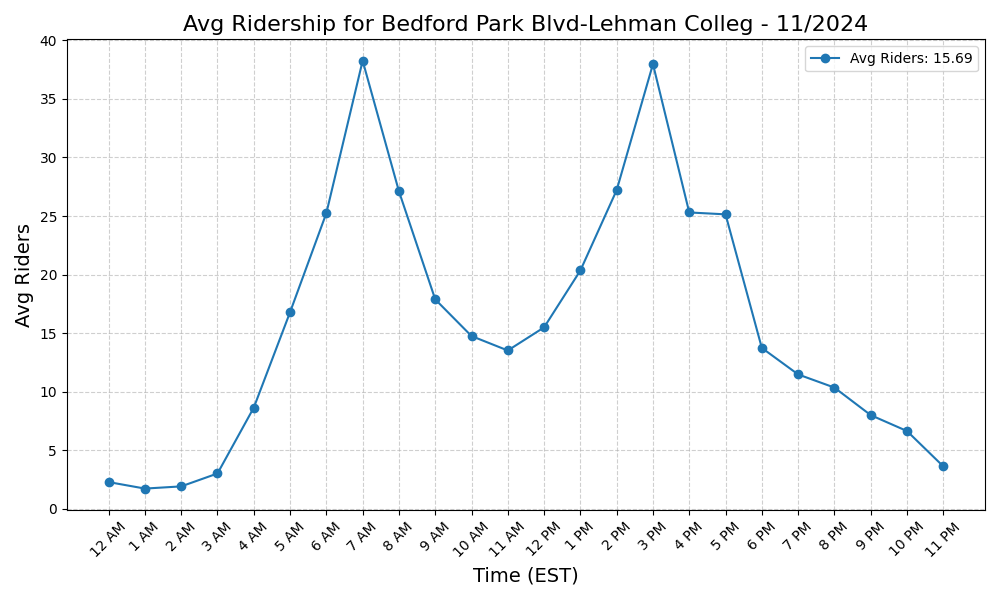 Avg Ridership for Bedford Park Blvd-Lehman Colleg - 11/2024
Avg Riders: 15.69
Avg Riders
40
35
30
25
20
15
10
5
0
12 AM
1 AM
2 AM
3 AM
4 AM
5 AM
6 AM
7 AM
8 AM
9 AM
10 AM
11 AM
12 PM
1 PM
2 PM
3 PM
4 PM
5 PM
6 PM
7 PM
8 PM
9 PM
10 PM
11 PM
Time (EST)